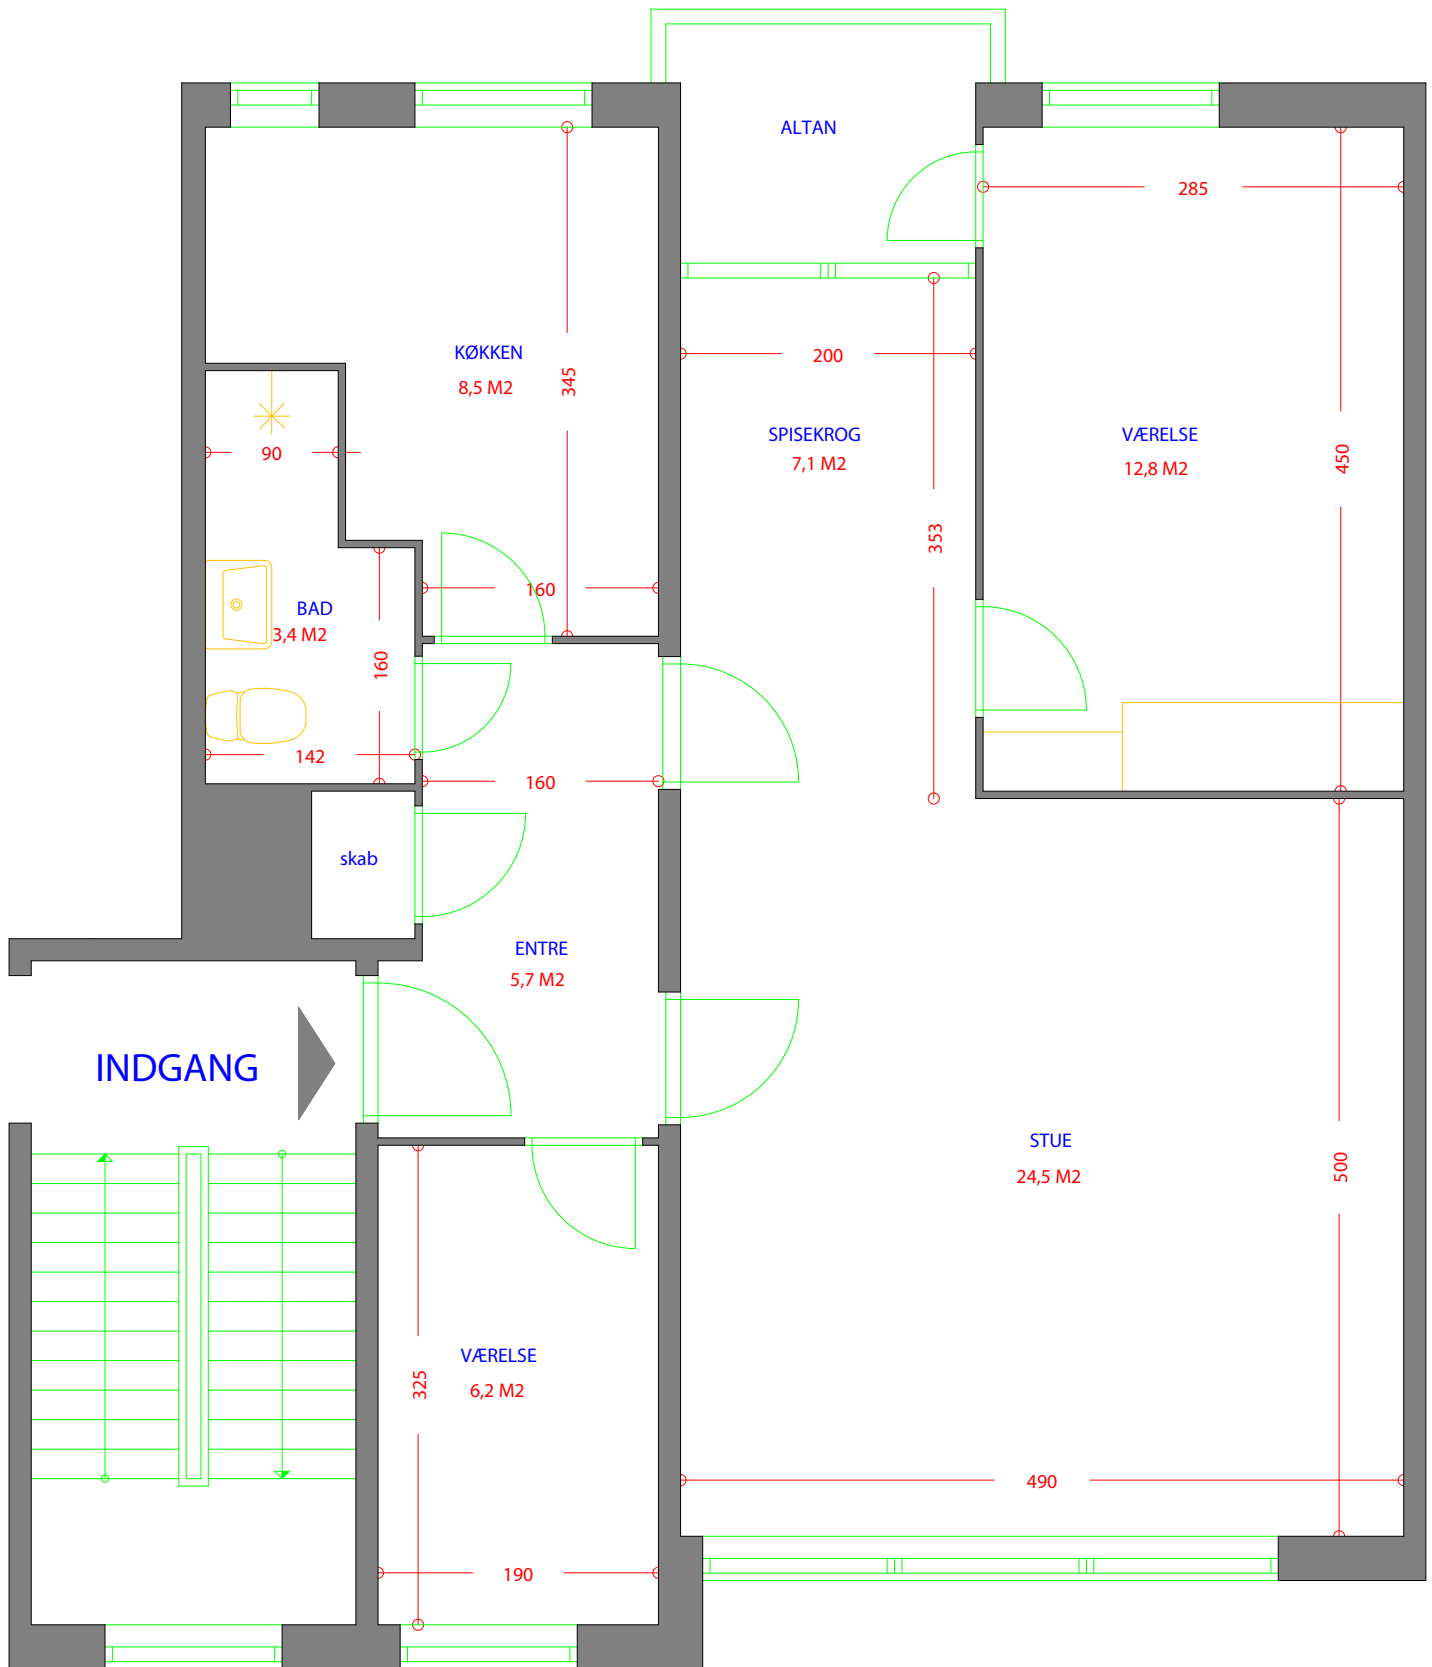 ALTAN
285
KØKKEN
8,5 M2
345
200
SPISEKROG
7,1 M2
VÆRELSE
12,8 M2
450
90
353
160
BAD
3,4 M2
160
142
160
skab
ENTRE
5,7 M2
INDGANG
STUE
24,5 M2
500
VÆRELSE
6,2 M2
325
490
190